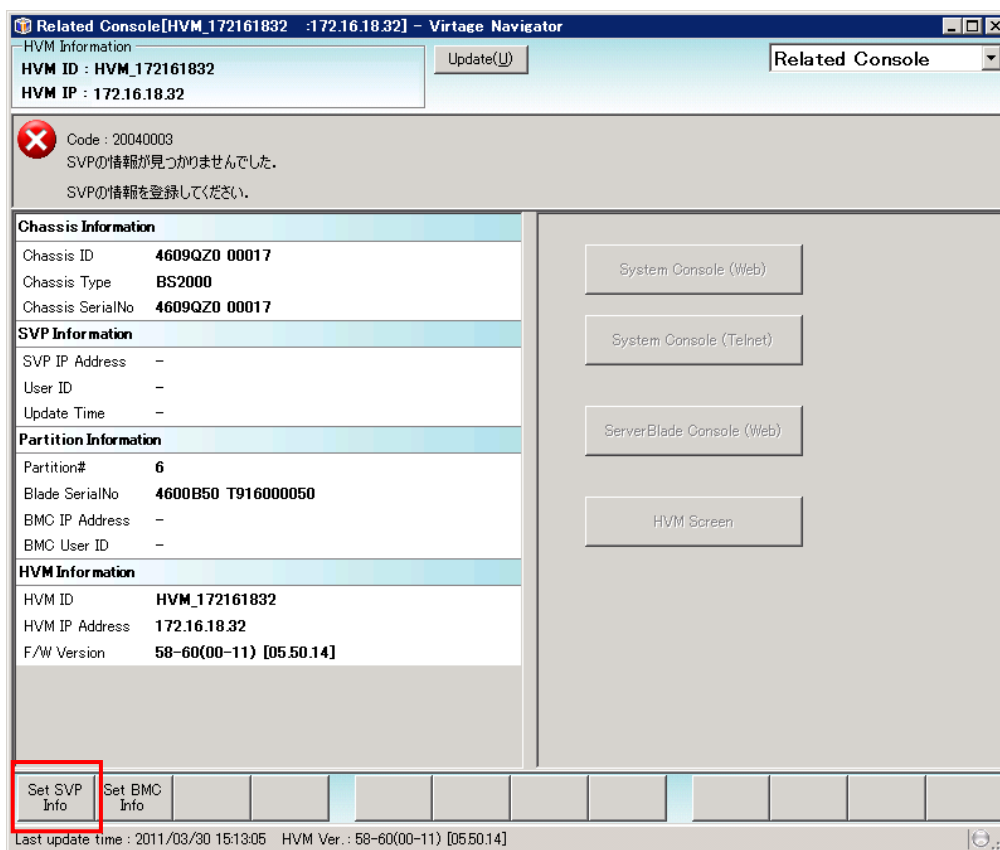 Related Console[HVM_172161832 :172.16.18.32] - Virtage Navigator
HVM Information
HVM ID : HVM_172161832
HVM IP : 172.16.18.32
Update(U)
Related Console
Code : 20040003
SVPの情報が見つかりませんでした.
SVPの情報を登録してください.
Chassis Information
Chassis ID 4609QZ0 00017
Chassis Type BS2000
Chassis SerialNo 4609QZ0 00017
SVP Information
SVP IP Address -
User ID -
Update Time -
Partition Information
Partition# 6
Blade SerialNo 4600B50 T916000050
BMC IP Address -
BMC User ID -
HVM Information
HVM ID HVM_172161832
HVM IP Address 172.16.18.32
F/W Version 58-60(00-11) [05.50.14]
System Console (Web)
System Console (Telnet)
ServerBlade Console (Web)
HVM Screen
Set SVP Info
Set BMC Info
Last update time : 2011/03/30 15:13:05 HVM Ver. : 58-60(00-11) [05.50.14]